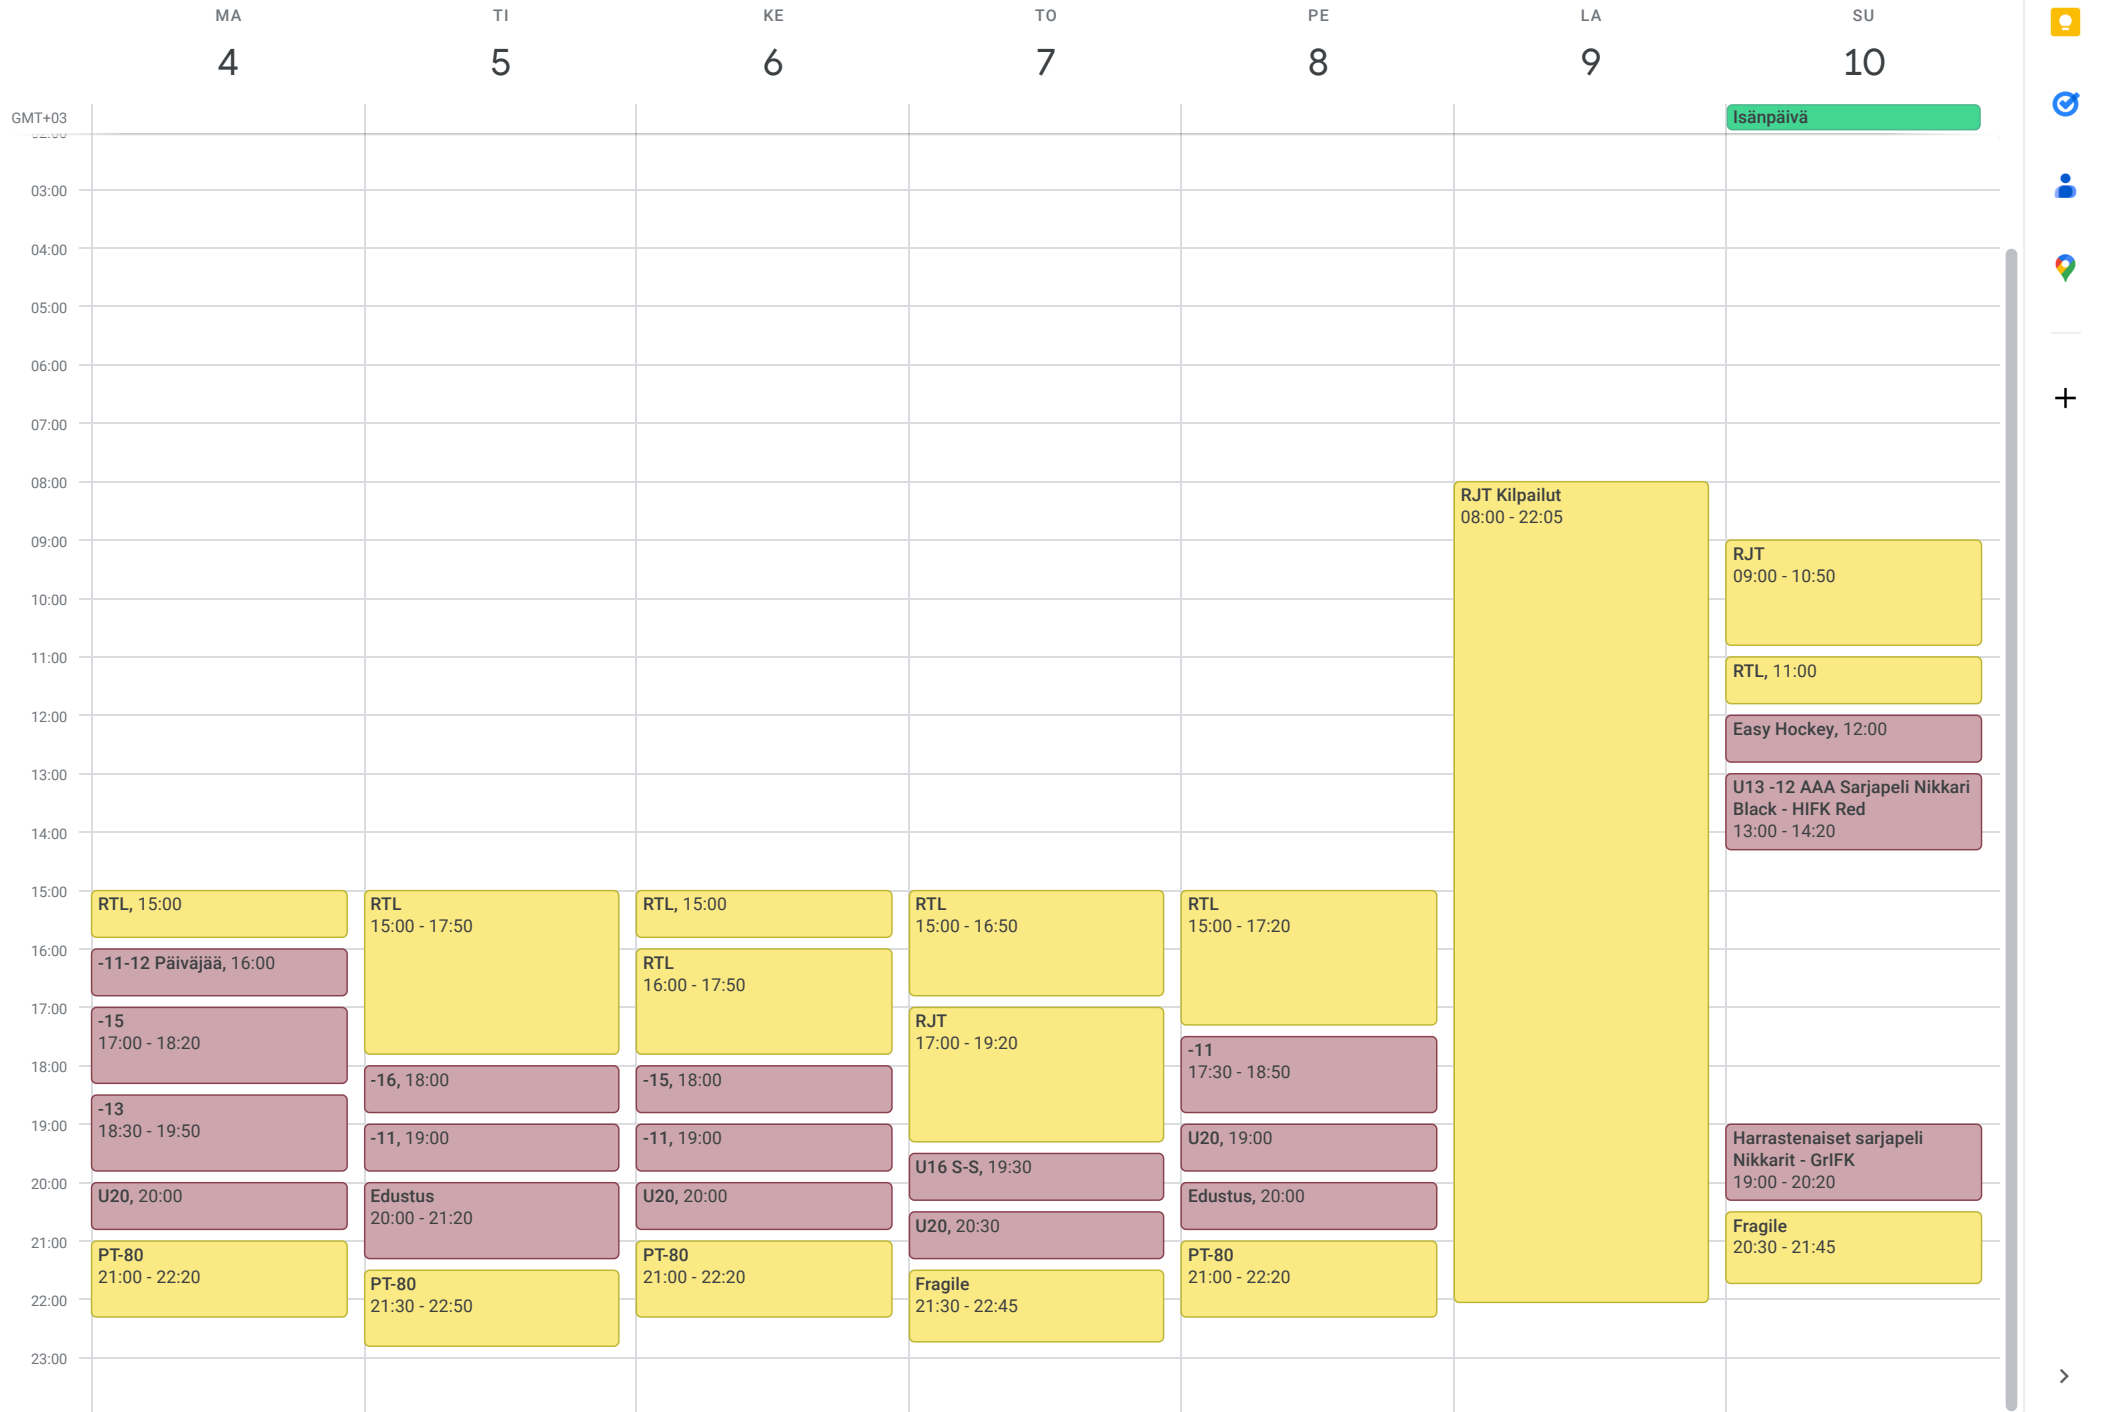 MA
TI
KE
TO
PE
LA
SU
4
5
6
7
8
9
10
GMT+03
Isänpäivä
02:00
03:00
04:00
05:00
06:00
07:00
08:00
09:00
10:00
11:00
12:00
13:00
14:00
15:00
16:00
17:00
18:00
19:00
20:00
21:00
22:00
23:00
RTL, 15:00
-11-12 Päiväjää, 16:00
-15
17:00 - 18:20
-13
18:30 - 19:50
U20, 20:00
PT-80
21:00 - 22:20
RTL
15:00 - 17:50
-16, 18:00
-11, 19:00
Edustus
20:00 - 21:20
PT-80
21:30 - 22:50
RTL, 15:00
RTL
16:00 - 17:50
-15, 18:00
-11, 19:00
U20, 20:00
PT-80
21:00 - 22:20
RTL
15:00 - 16:50
RJT
17:00 - 19:20
U16 S-S, 19:30
U20, 20:30
Fragile
21:30 - 22:45
RTL
15:00 - 17:20
-11
17:30 - 18:50
U20, 19:00
Edustus, 20:00
PT-80
21:00 - 22:20
RJT Kilpailut
08:00 - 22:05
RJT
09:00 - 10:50
RTL, 11:00
Easy Hockey, 12:00
U13 -12 AAA Sarjapeli Nikkari
Black - HIFK Red
13:00 - 14:20
Harrastenaiset sarjapeli
Nikkarit - GrIFK
19:00 - 20:20
Fragile
20:30 - 21:45